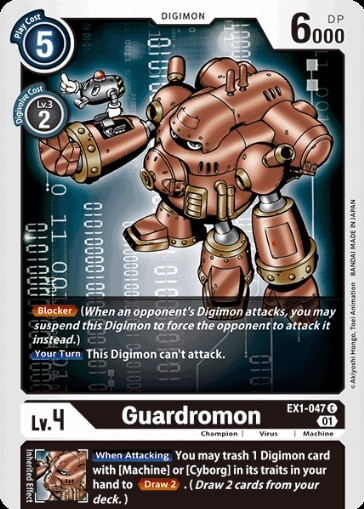 Play Cost
5
DIGIMON
DP
6000
Digivolve Cost
Lv.3
2
Blocker (When an opponent's Digimon attacks, you may
suspend this Digimon to force the opponent to attack it
instead.)
Your Turn This Digimon can't attack.
©Akiyoshi Hongo, Toei Animation BANDAI MADE IN JAPAN
Lv.4
Guardromon
EX1-047 C
01
Champion | Virus | Machine
Inherited Effect
When Attacking You may trash 1 Digimon card
with [Machine] or [Cyborg] in its traits in your
hand to Draw 2 . (Draw 2 cards from your
deck.)